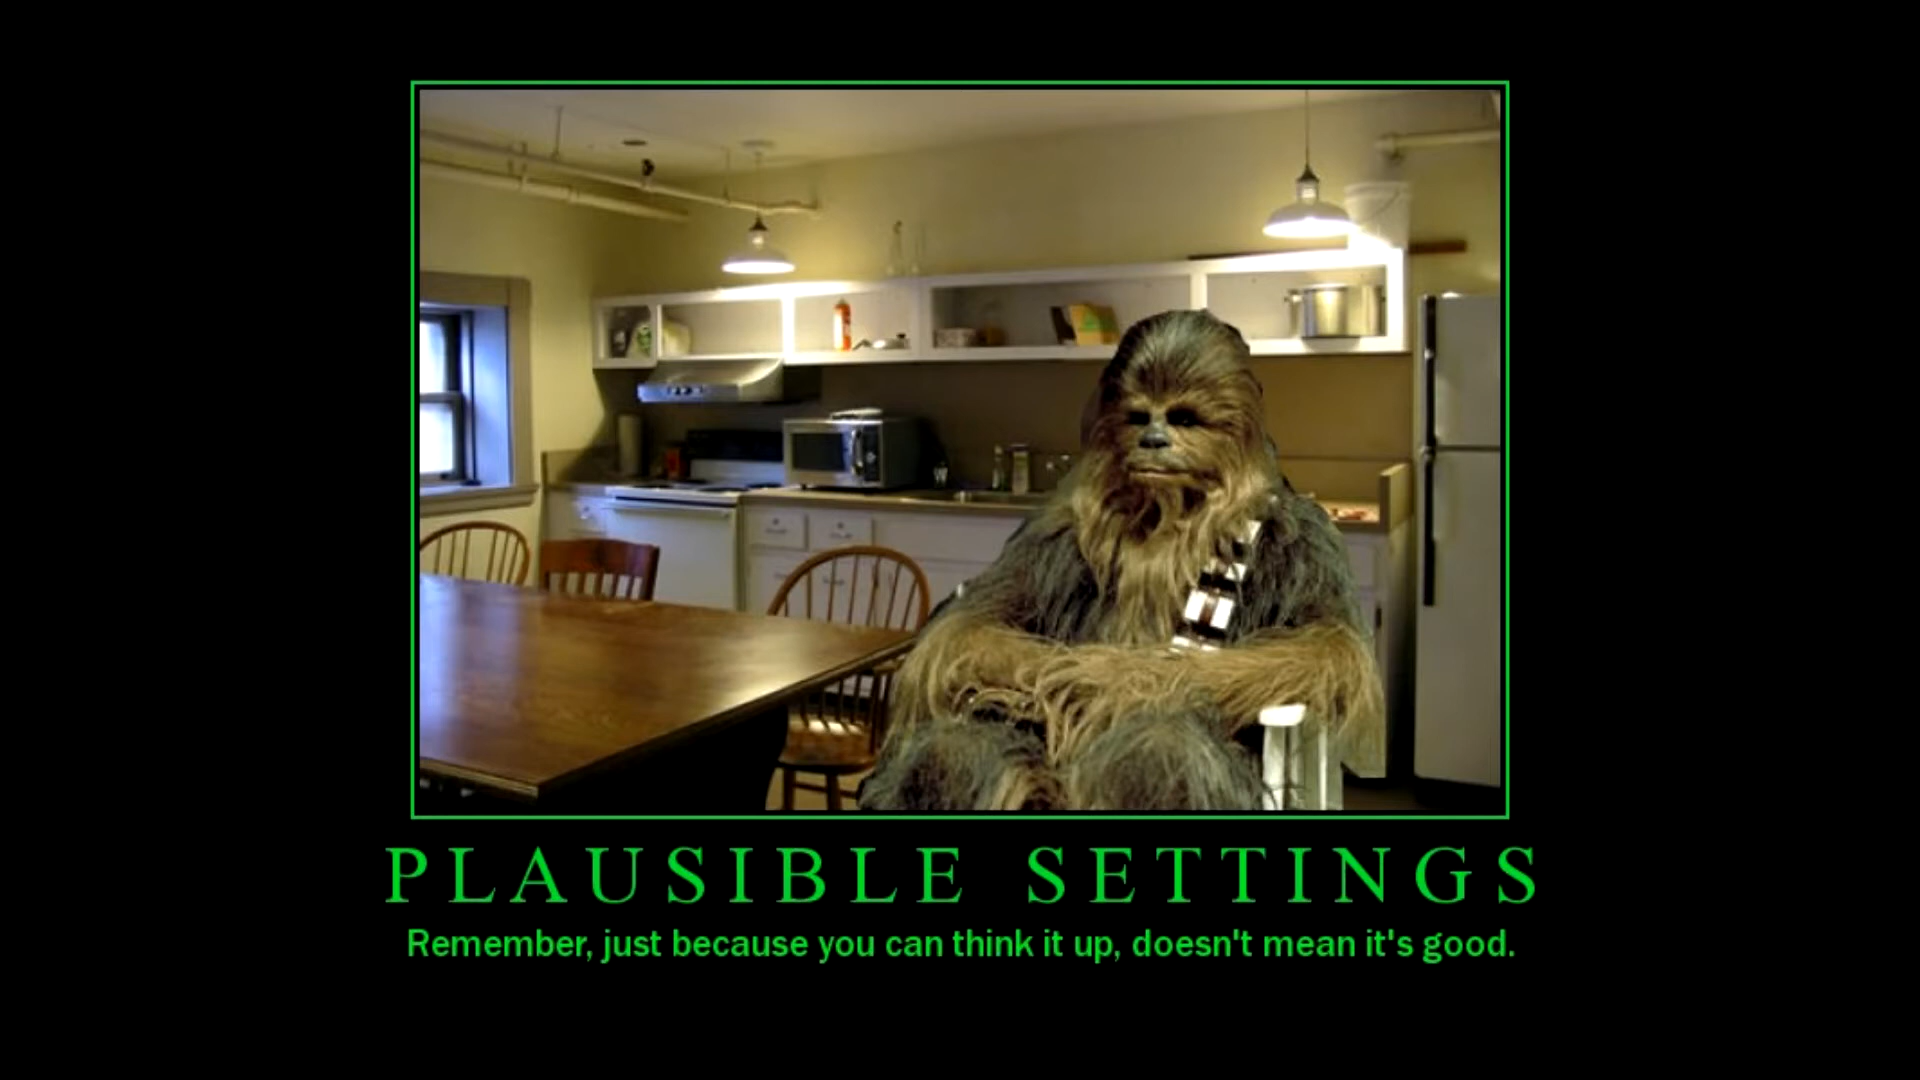 PLAUSIBLE SETTINGS
Remember, just because you can think it up, doesn't mean it's good.